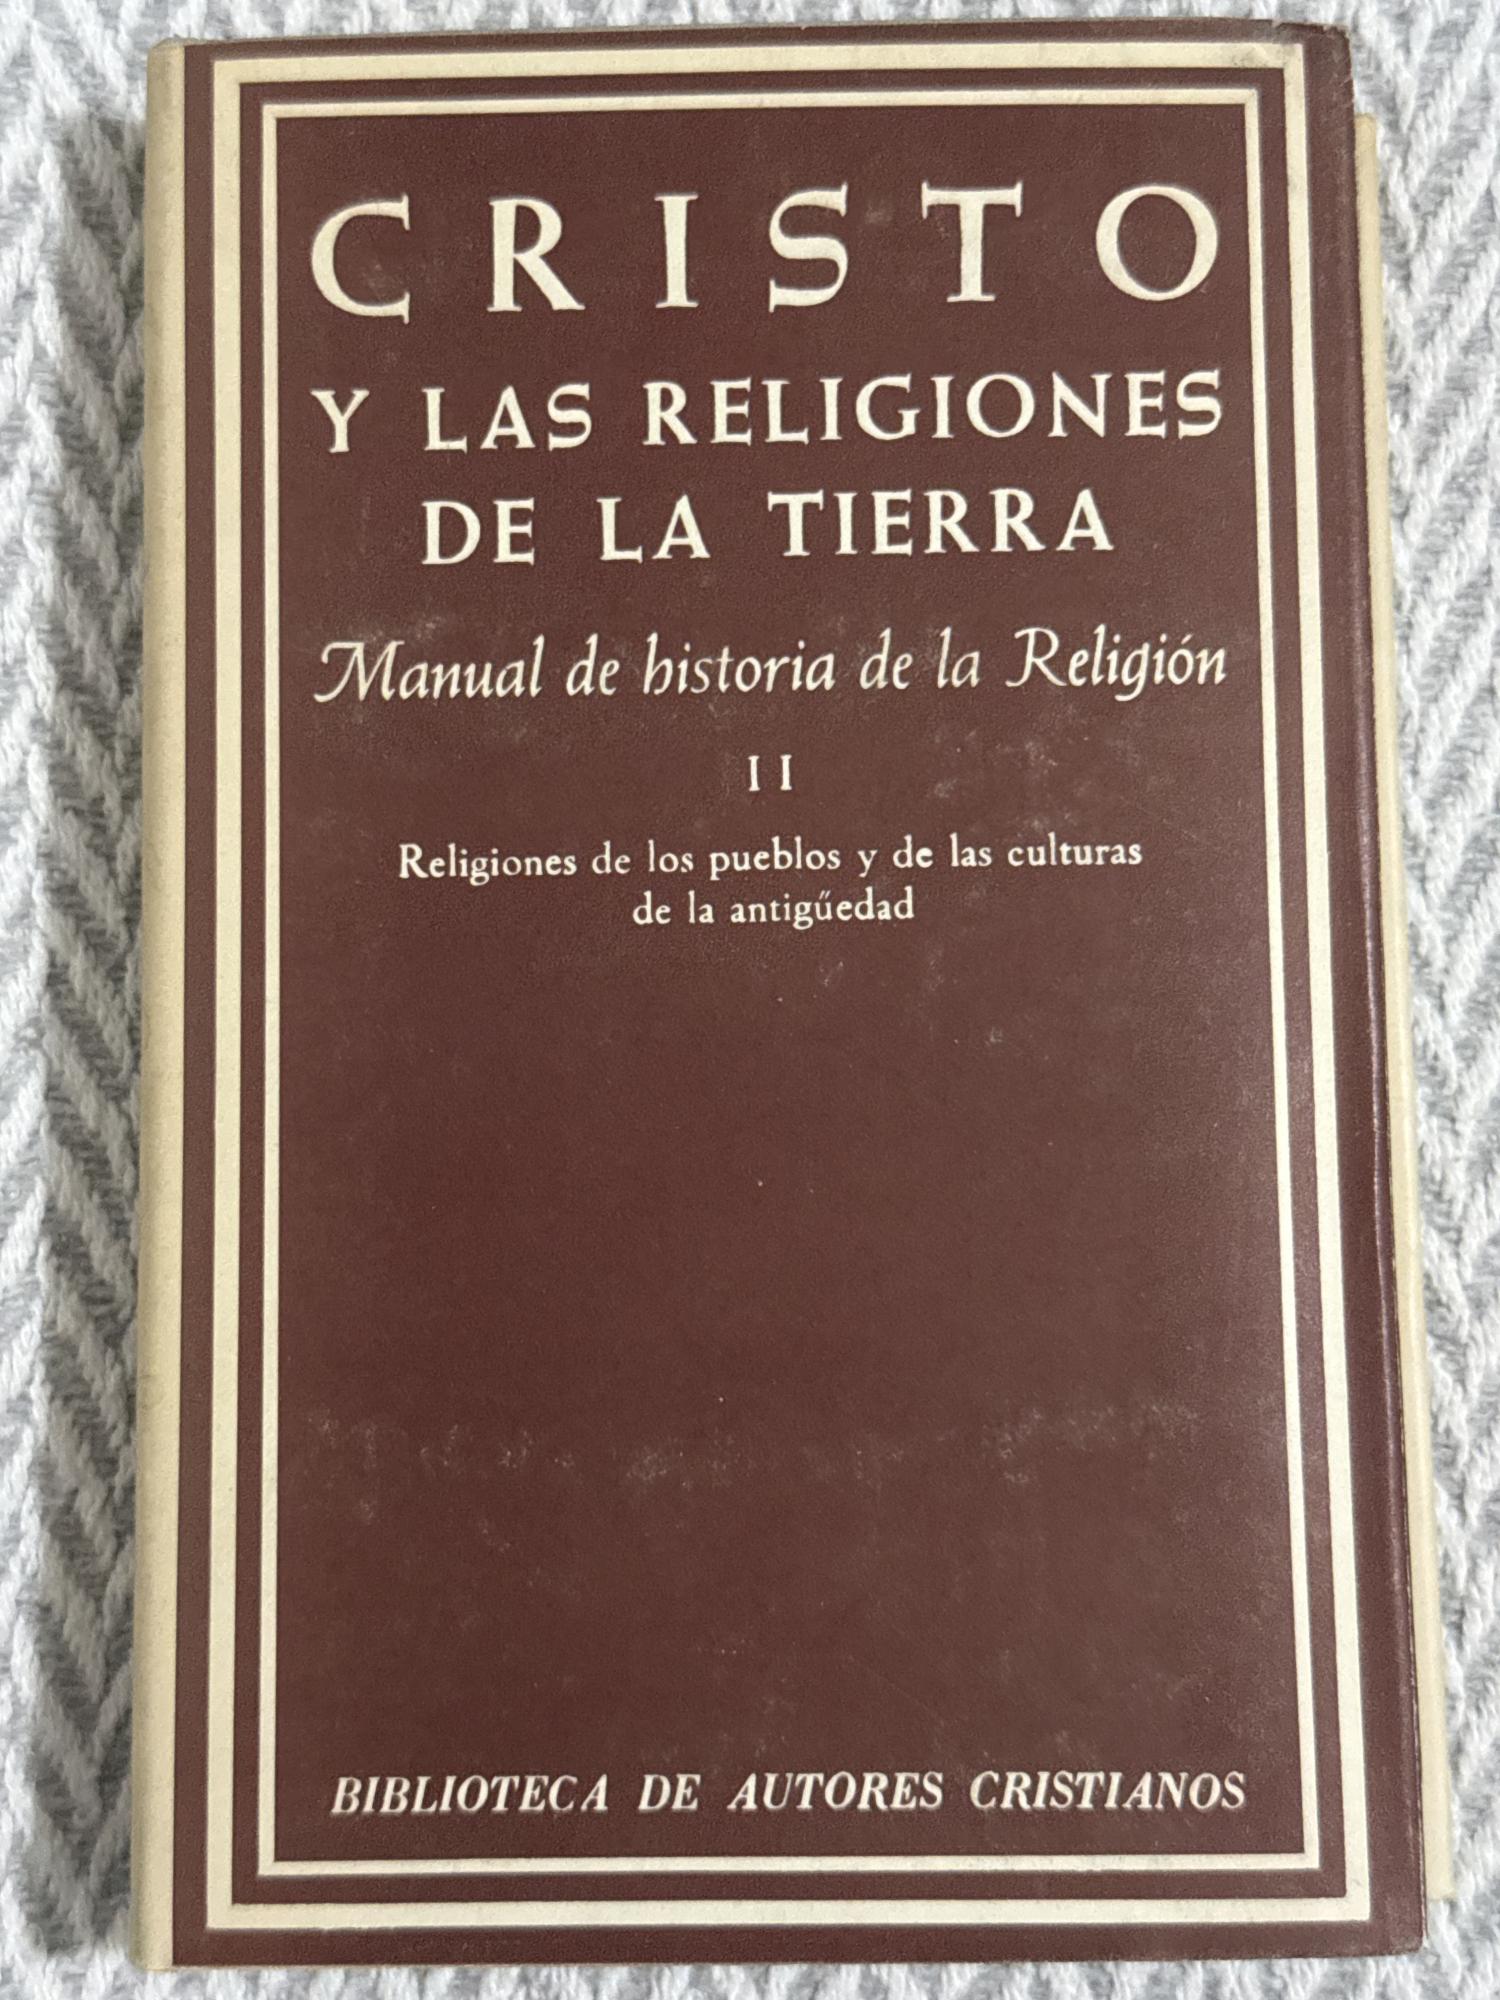 CRISTO
Y LAS RELIGIONES
DE LA TIERRA
Manual de historia de la Religión
II
Religiones de los pueblos y de las culturas
de la antigüedad
BIBLIOTECA DE AUTORES CRISTIANOS